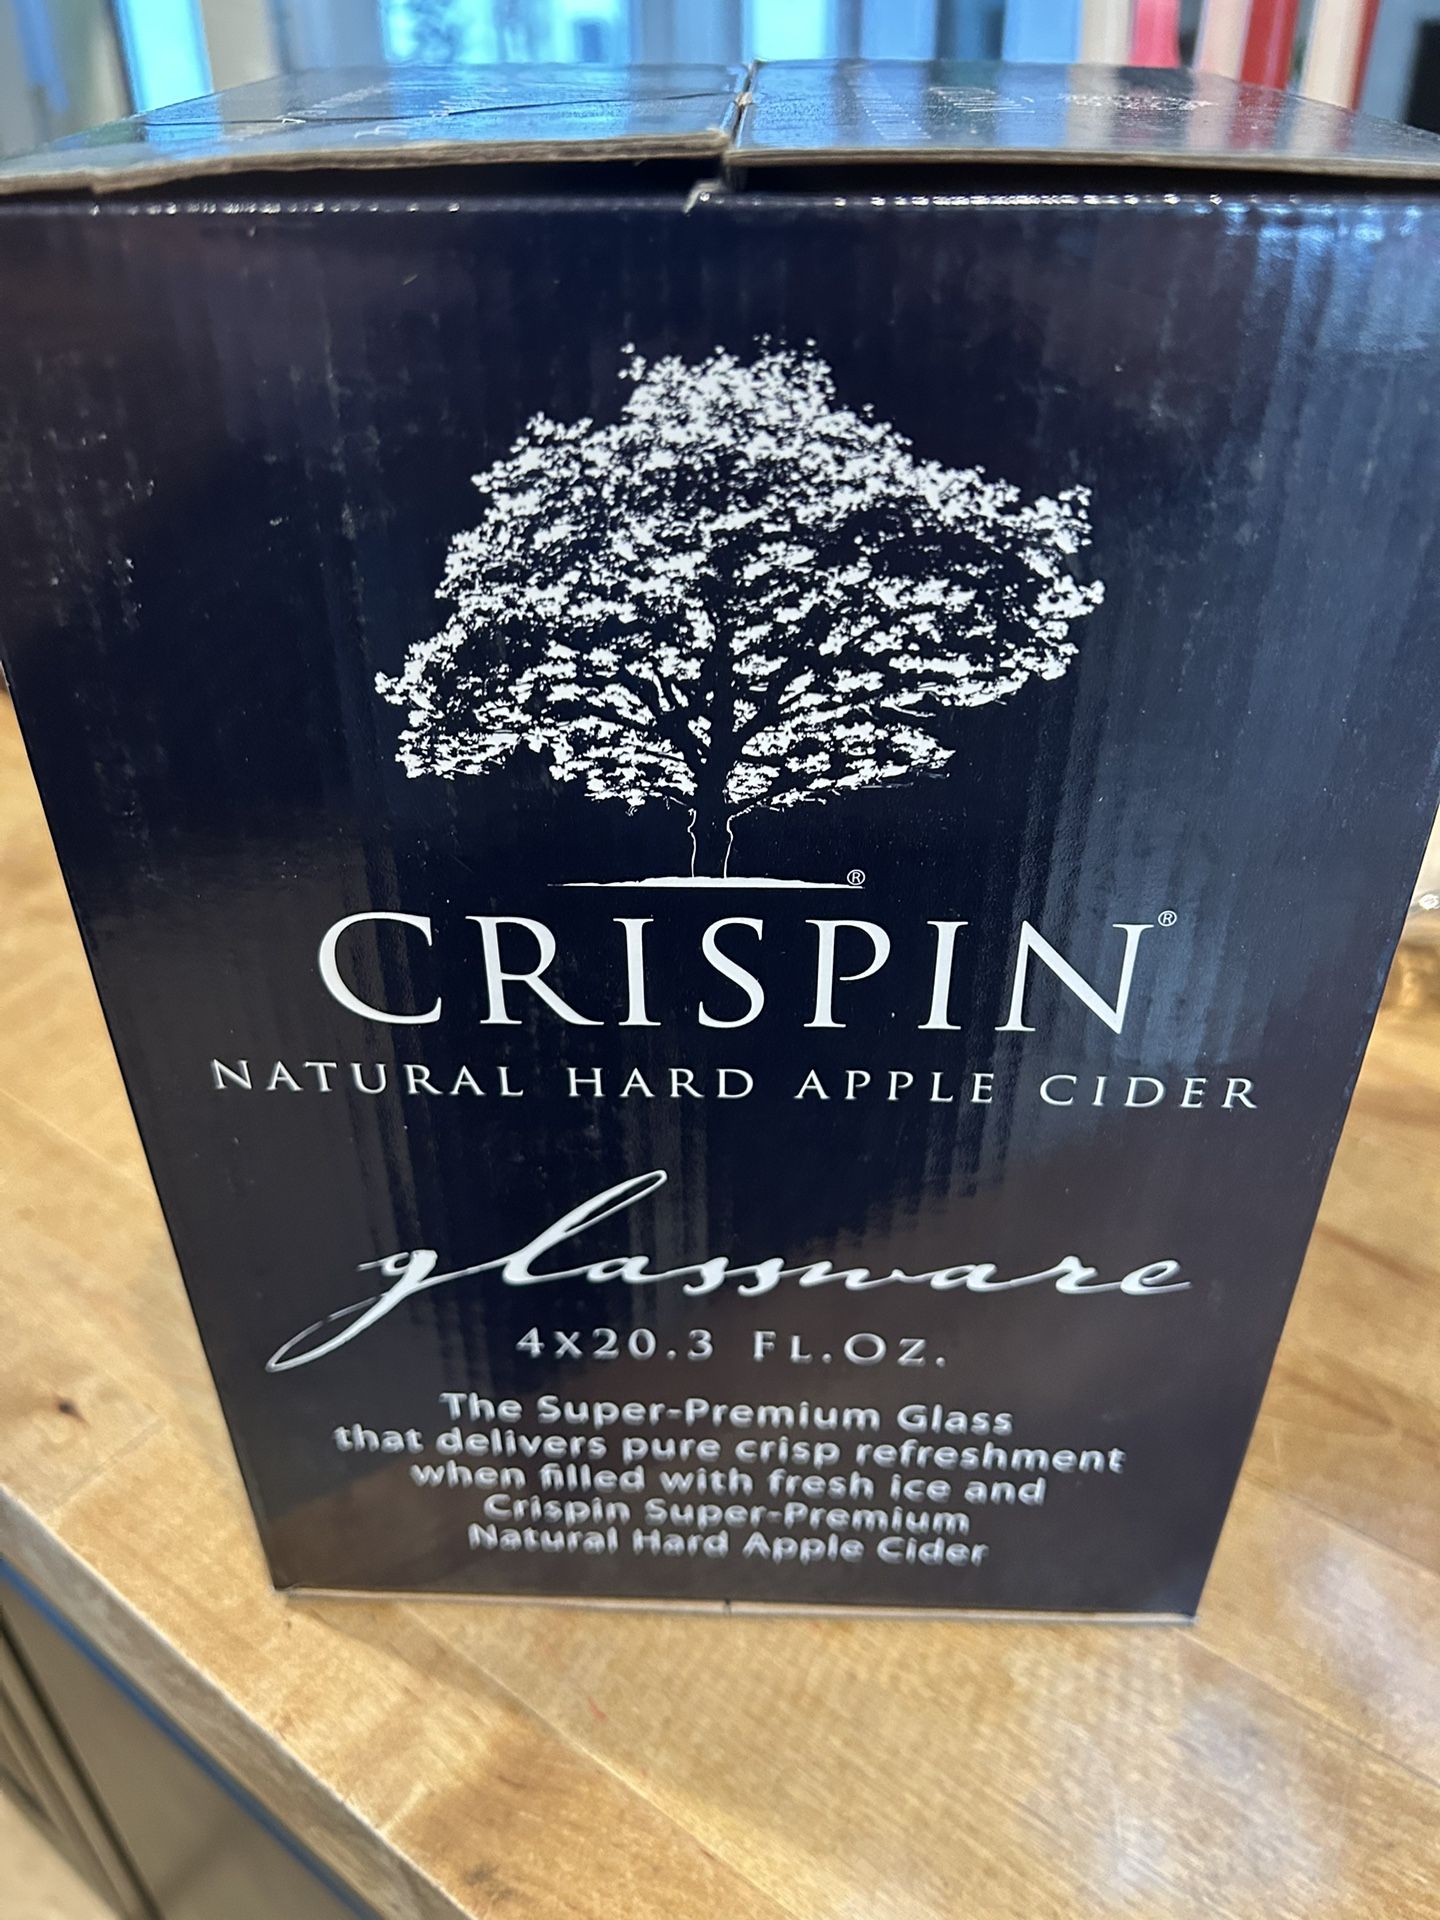 ®
CRISPIN®
NATURAL HARD APPLE CIDER
glassware
4x20.3 FL.OZ.
The Super-Premium Glass
that delivers pure crisp refreshment
when filled with fresh ice and
Crispin Super-Premium
Natural Hard Apple Cider